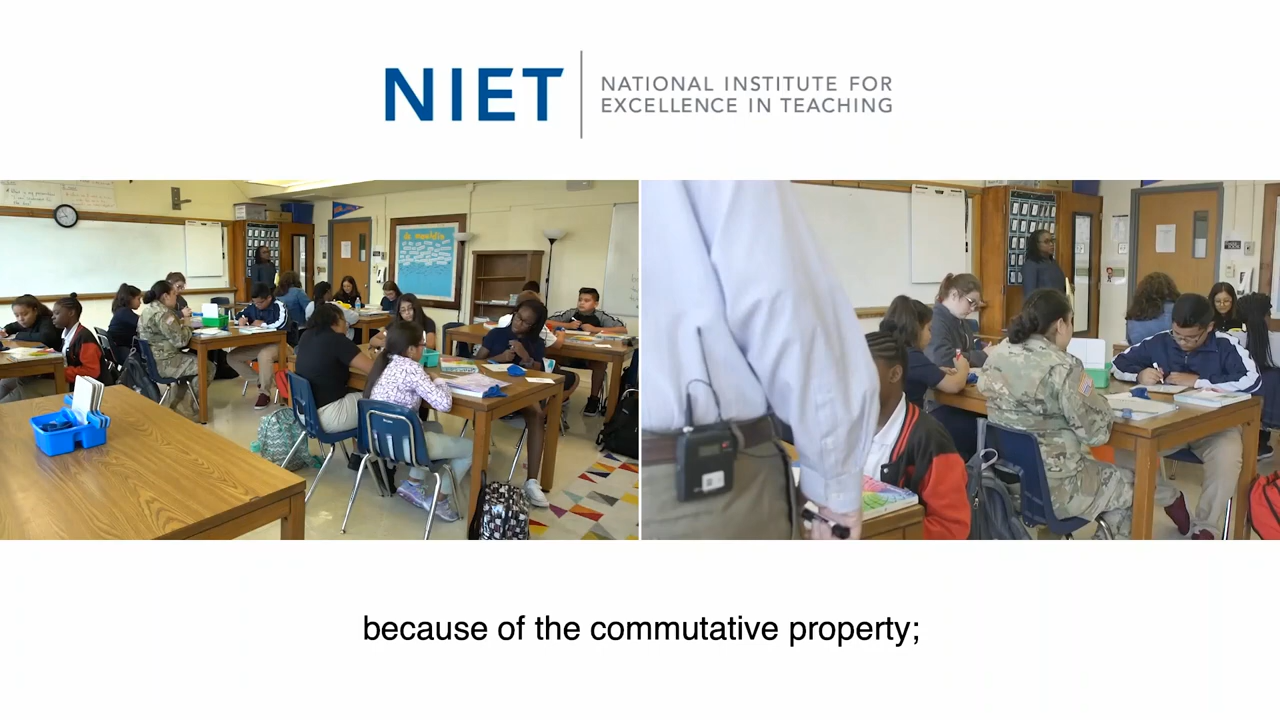 NIET
NATIONAL INSTITUTE FOR
EXCELLENCE IN TEACHING
because of the commutative property;